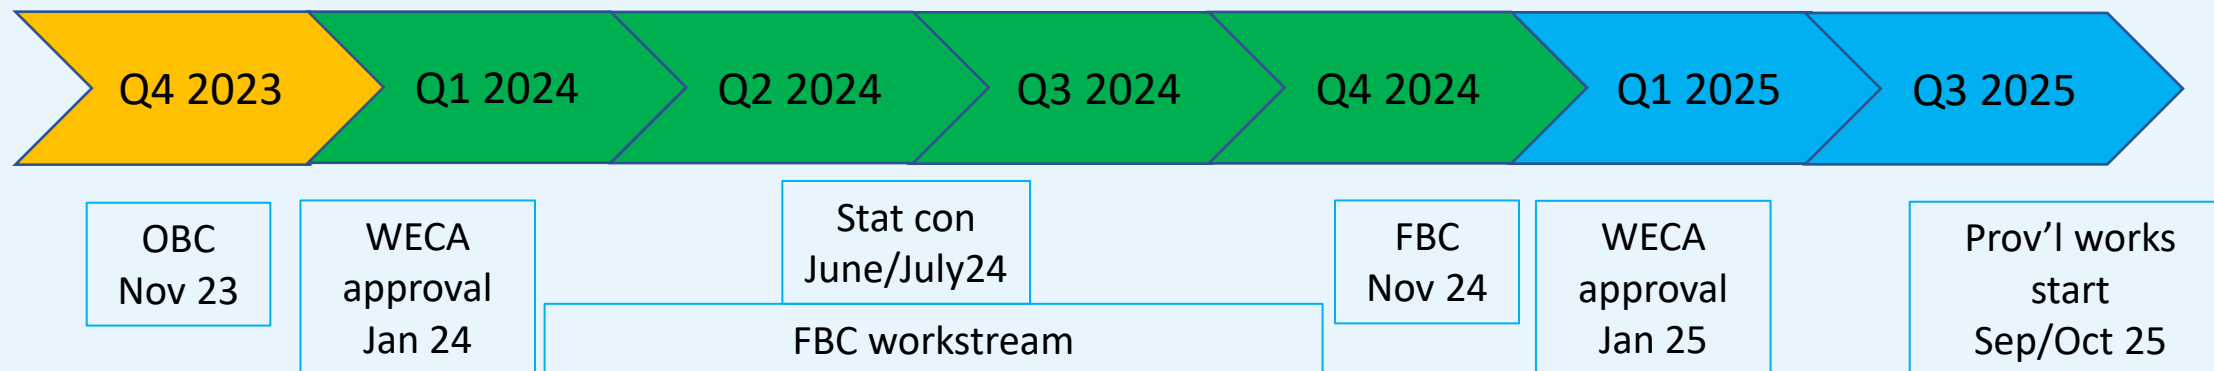 Q4 2023
Q1 2024
Q2 2024
Q3 2024
Q4 2024
Q1 2025
Q3 2025
OBC
Nov 23
WECA
approval
Jan 24
Stat con
June/July24
FBC workstream
FBC
Nov 24
WECA
approval
Jan 25
Prov’l works
start
Sep/Oct 25